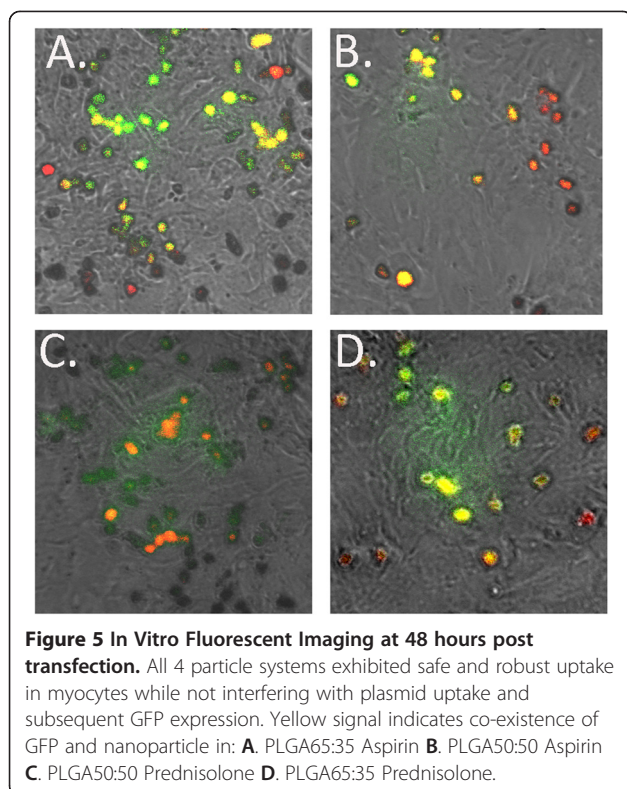 A.
B.
C.
D.
Figure 5 In Vitro Fluorescent Imaging at 48 hours post
transfection. All 4 particle systems exhibited safe and robust uptake
in myocytes while not interfering with plasmid uptake and
subsequent GFP expression. Yellow signal indicates co-existence of
GFP and nanoparticle in: A. PLGA65:35 Aspirin B. PLGA50:50 Aspirin
C. PLGA50:50 Prednisolone D. PLGA65:35 Prednisolone.